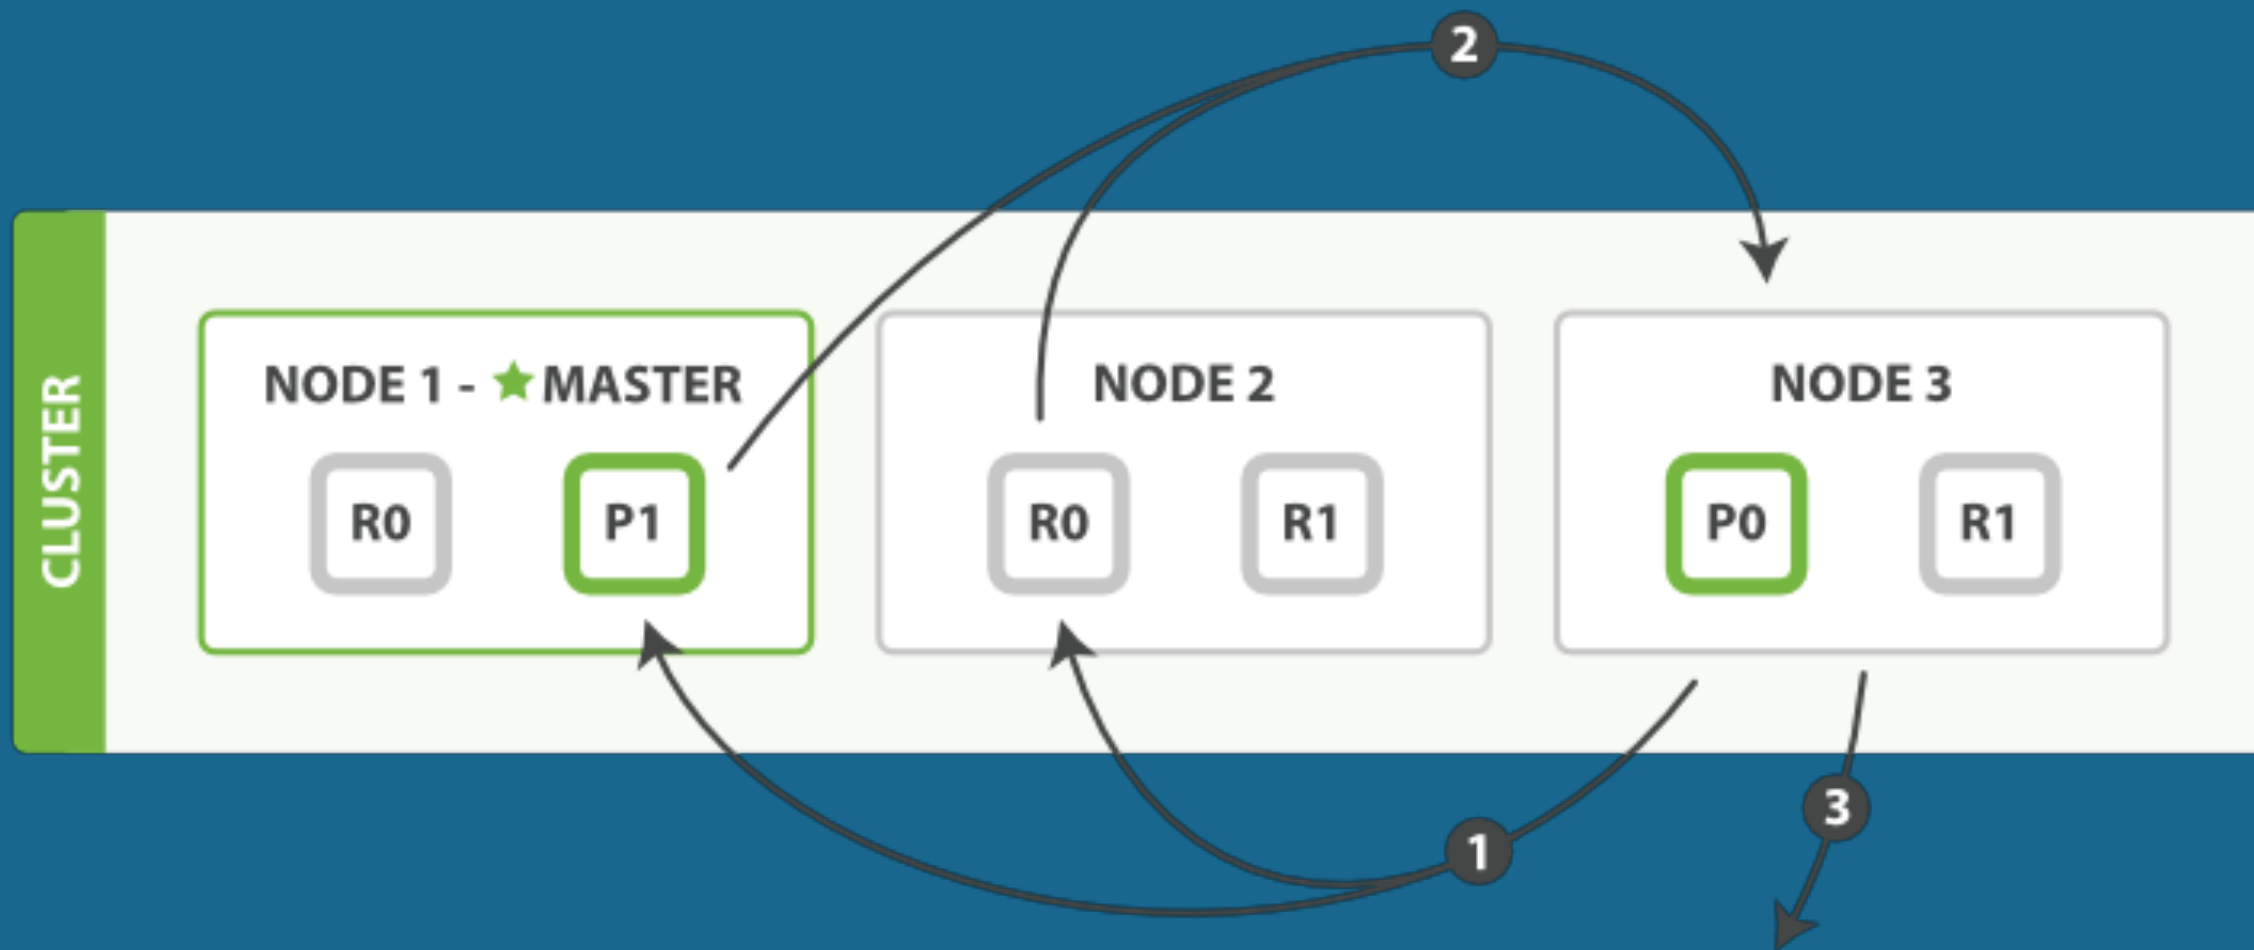 2
CLUSTER
NODE 1 - ★MASTER
R0
P1
NODE 2
R0
R1
NODE 3
P0
R1
1
3